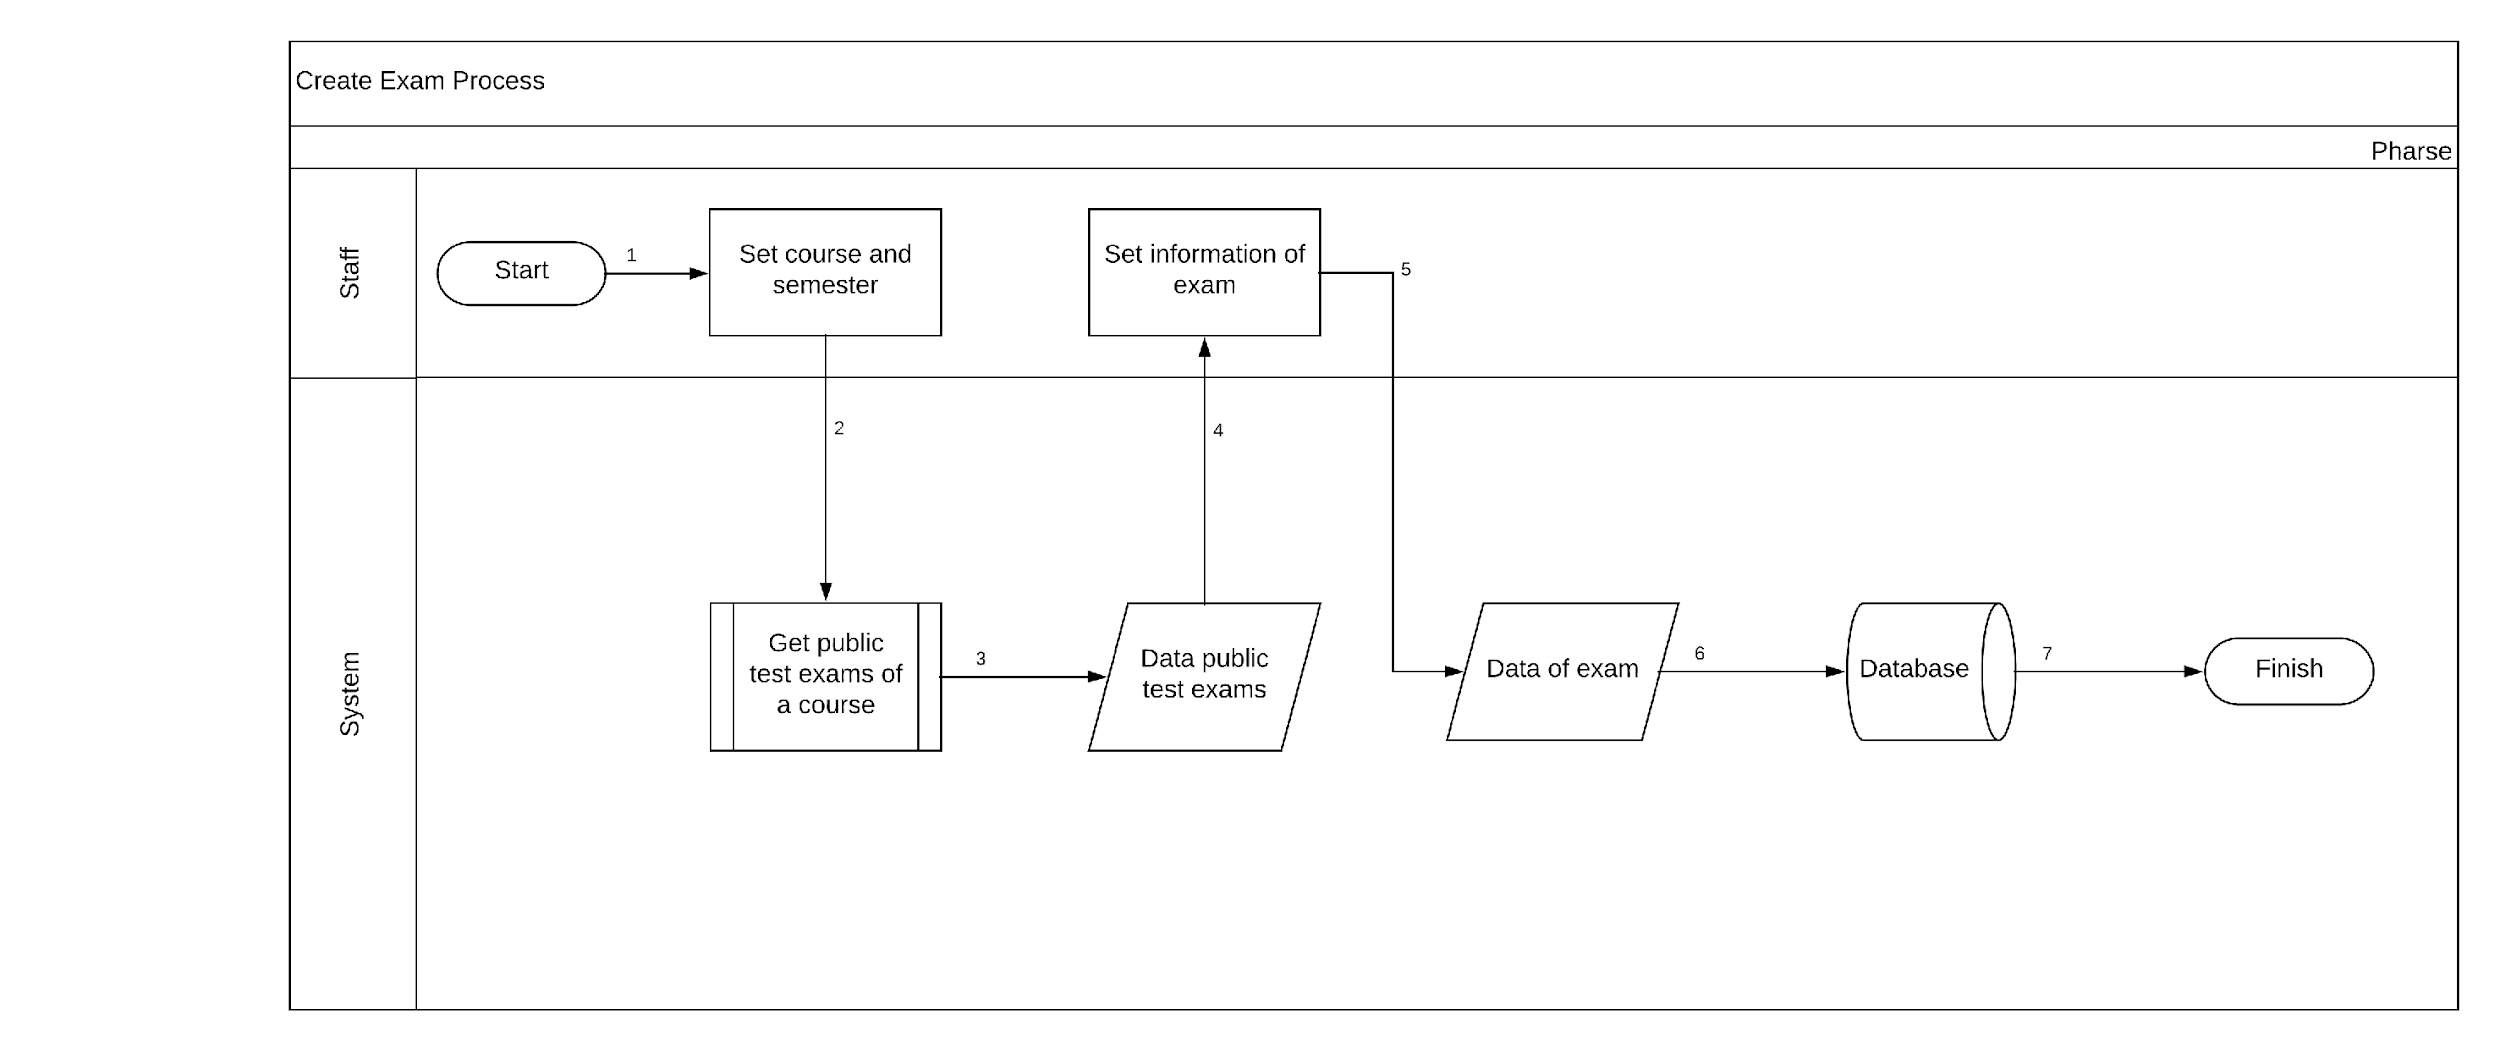 Create Exam Process
Pharse
Staff
Start
1
Set course and
semester
Set information of
exam
5
2
4
System
Get public
test exams of
a course
3
Data public
test exams
Data of exam
6
Database
7
Finish